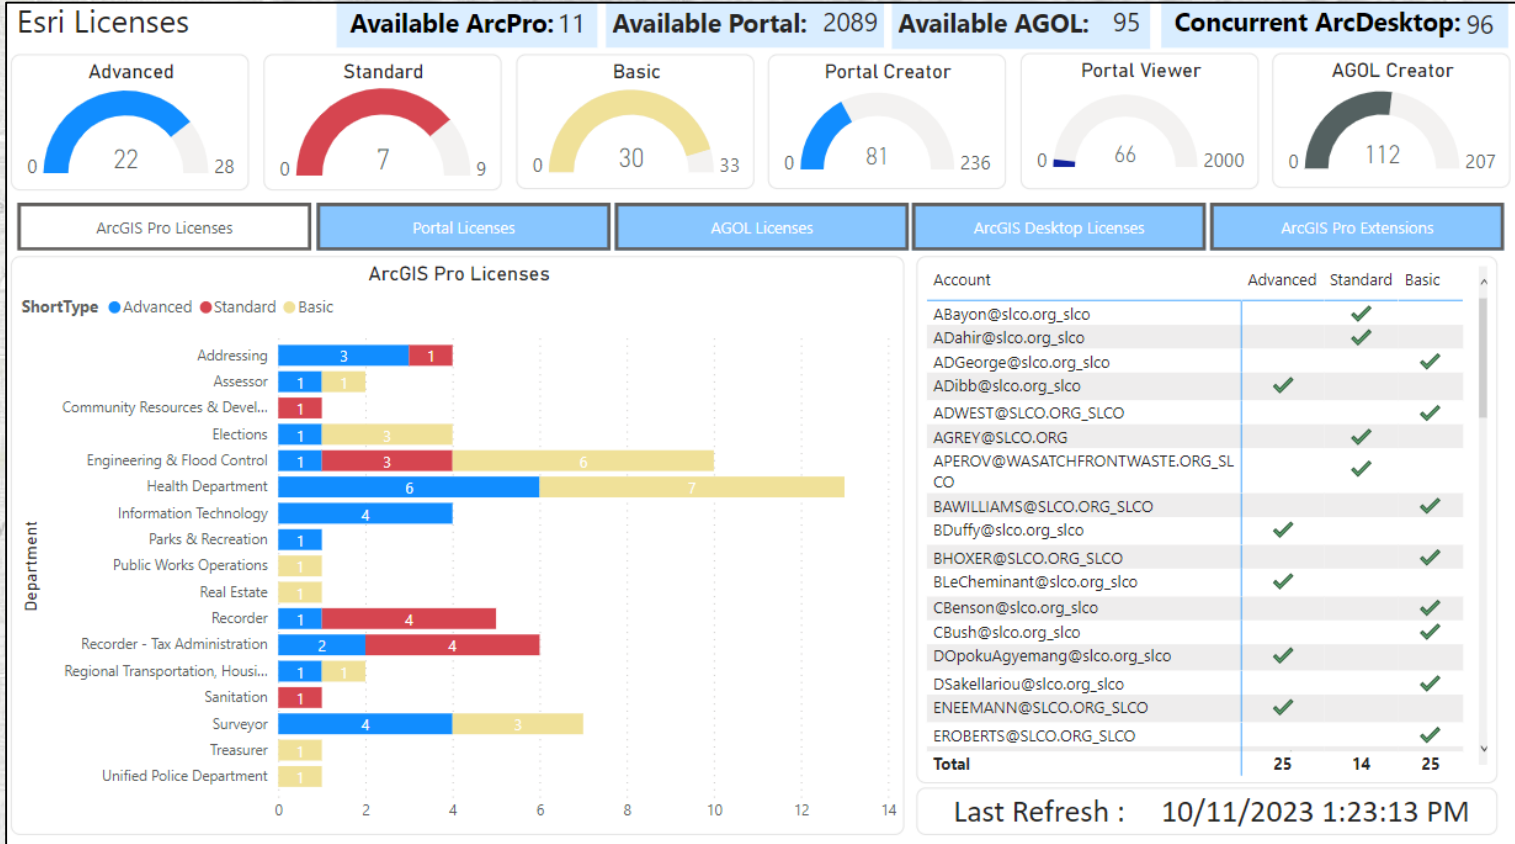 Esri Licenses
Available ArcPro: 11
Available Portal: 2089
Available AGOL: 95
Concurrent ArcDesktop: 96
Advanced
0 22 28
Standard
0 7 9
Basic
0 30 33
Portal Creator
0 81 236
Portal Viewer
0 66 2000
AGOL Creator
0 112 207
ArcGIS Pro Licenses
Portal Licenses
AGOL Licenses
ArcGIS Desktop Licenses
ArcGIS Pro Extensions
ArcGIS Pro Licenses
ShortType Advanced Standard Basic
Department
Addressing 3 1
Assessor 1 1
Community Resources & Devel... 1
Elections 1 3
Engineering & Flood Control 1 3 6
Health Department 6 7
Information Technology 4
Parks & Recreation 1
Public Works Operations 1
Real Estate 1
Recorder 1 4
Recorder - Tax Administration 2 4
Regional Transportation, Housi... 1 1
Sanitation 1
Surveyor 4 3
Treasurer 1
Unified Police Department 1
0 2 4 6 8 10 12 14
Account Advanced Standard Basic
ABayon@slco.org_slco
ADahir@slco.org_slco
ADGeorge@slco.org_slco
ADibb@slco.org_slco
ADWEST@SLCO.ORG_SLCO
AGREY@SLCO.ORG
APEROV@WASATCHFRONTWASTE.ORG_SL
CO
BAWILLIAMS@SLCO.ORG_SLCO
BDuffy@slco.org_slco
BHOXER@SLCO.ORG_SLCO
BLeCheminant@slco.org_slco
CBenson@slco.org_slco
CBush@slco.org_slco
DOpokuAgyemang@slco.org_slco
DSakellariou@slco.org_slco
ENEEMANN@SLCO.ORG_SLCO
EROBERTS@SLCO.ORG_SLCO
Total 25 14 25
Last Refresh : 10/11/2023 1:23:13 PM